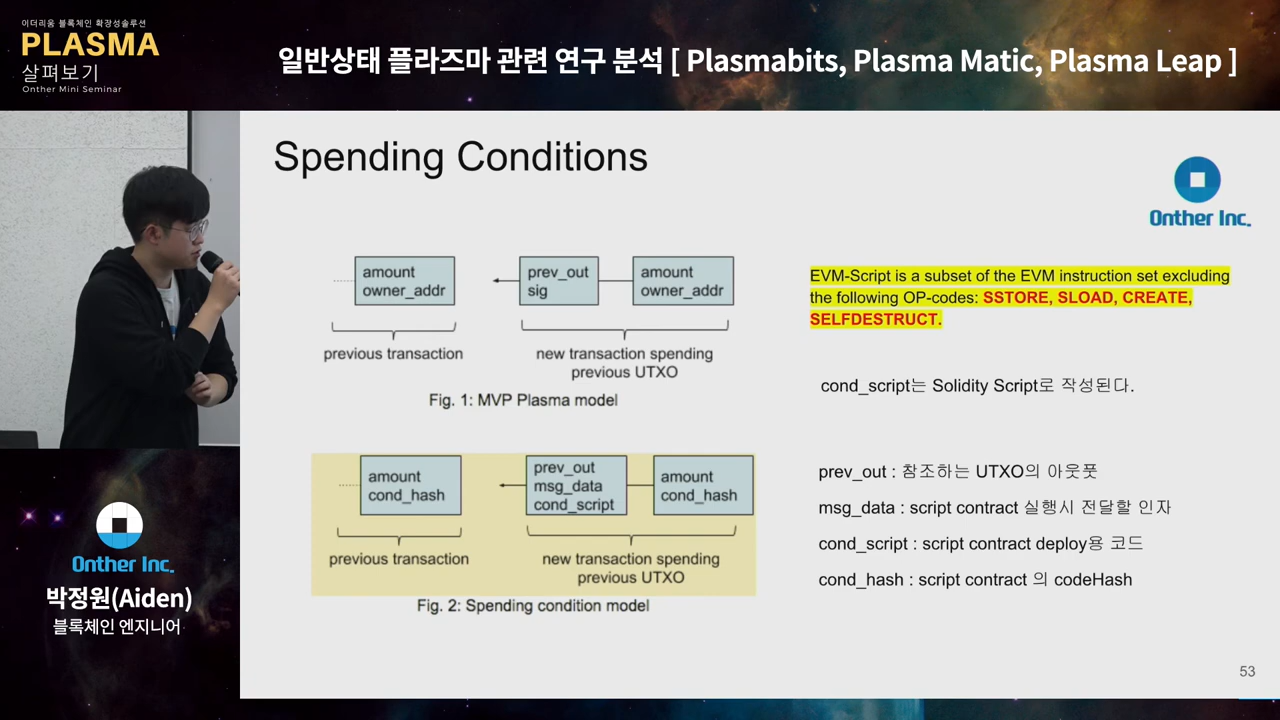 이더리움 블록체인 확장성솔루션
PLASMA
살펴보기
Onther Mini Seminar
일반상태 플라즈마 관련 연구 분석 [ Plasmabits, Plasma Matic, Plasma Leap ]
Spending Conditions
Onther Inc.
amount
owner_addr
prev_out
sig
amount
owner_addr
previous transaction
new transaction spending
previous UTXO
Fig. 1: MVP Plasma model
amount
cond_hash
prev_out
msg_data
cond_script
amount
cond_hash
previous transaction
new transaction spending
previous UTXO
Fig. 2: Spending condition model
EVM-Script is a subset of the EVM instruction set excluding
the following OP-codes: SSTORE, SLOAD, CREATE,
SELFDESTRUCT.
cond_script는 Solidity Script로 작성된다.
prev_out : 참조하는 UTXO의 아웃풋
msg_data : script contract 실행시 전달할 인자
cond_script : script contract deploy용 코드
cond_hash : script contract 의 codeHash
53
Onther Inc.
박정원(Aiden)
블록체인 엔지니어